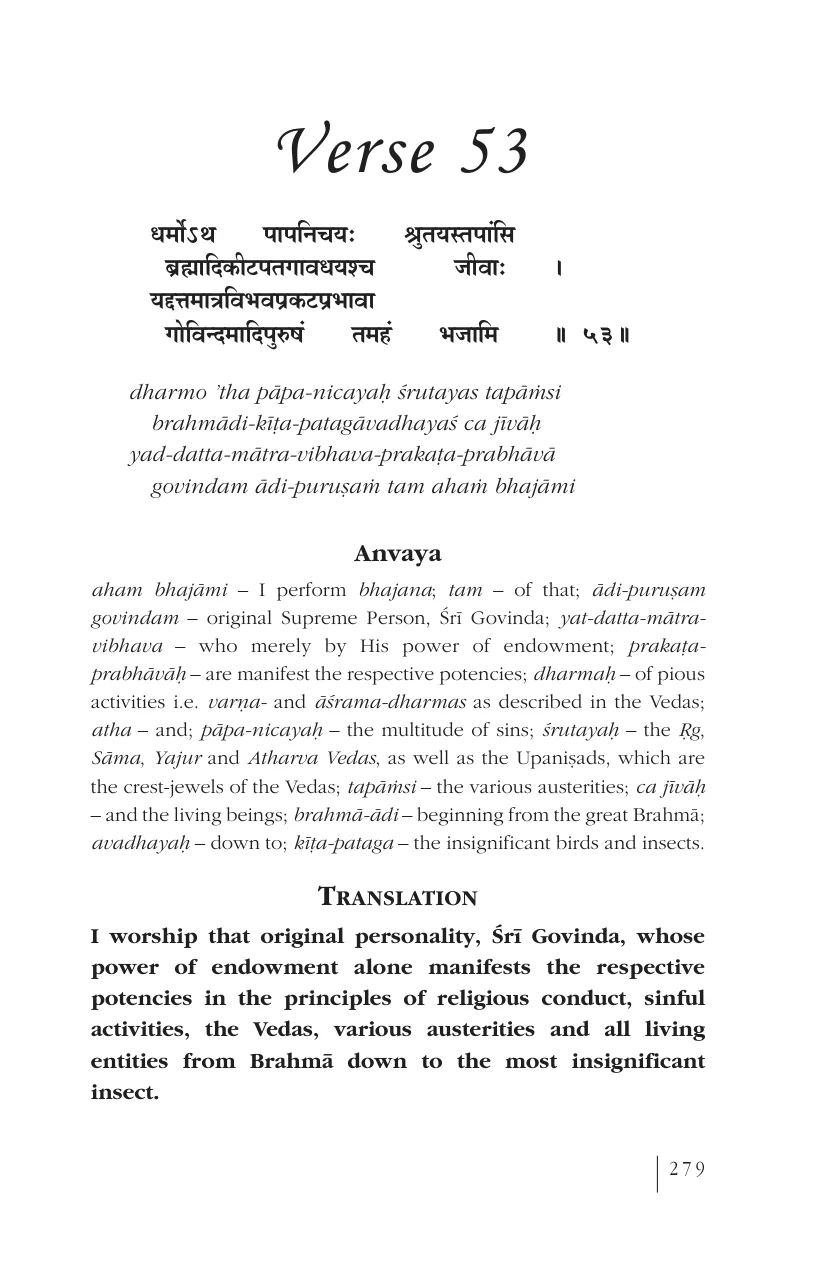 Verse 53
धर्मोऽथ पापनिचयः श्रुतयस्तपांसि
ब्रह्मादिकीटपतगावधयश्च जीवाः ।
यद्दत्तमात्रविभवप्रकटप्रभावा
गोविन्दमादिपुरुषं तमहं भजामि ॥ ५३॥
dharmo ’tha pāpa-nicayaḥ śrutayas tapāṁsi
brahmādi-kīṭa-patagāvadhayaś ca jīvāḥ
yad-datta-mātra-vibhava-prakaṭa-prabhāvā
govindam ādi-puruṣaṁ tam ahaṁ bhajāmi
Anvaya
aham bhajāmi – I perform bhajana; tam – of that; ādi-puruṣam
govindam – original Supreme Person, Śrī Govinda; yat-datta-mātra-
vibhava – who merely by His power of endowment; prakaṭa-
prabhāvāḥ – are manifest the respective potencies; dharmaḥ – of pious
activities i.e. varṇa- and āśrama-dharmas as described in the Vedas;
atha – and; pāpa-nicayaḥ – the multitude of sins; śrutayaḥ – the Ṛg,
Sāma, Yajur and Atharva Vedas, as well as the Upaniṣads, which are
the crest-jewels of the Vedas; tapāṁsi – the various austerities; ca jīvāḥ
– and the living beings; brahmā-ādi – beginning from the great Brahmā;
avadhayaḥ – down to; kīṭa-pataga – the insignificant birds and insects.
TRANSLATION
I worship that original personality, Śrī Govinda, whose
power of endowment alone manifests the respective
potencies in the principles of religious conduct, sinful
activities, the Vedas, various austerities and all living
entities from Brahmā down to the most insignificant
insect.
279